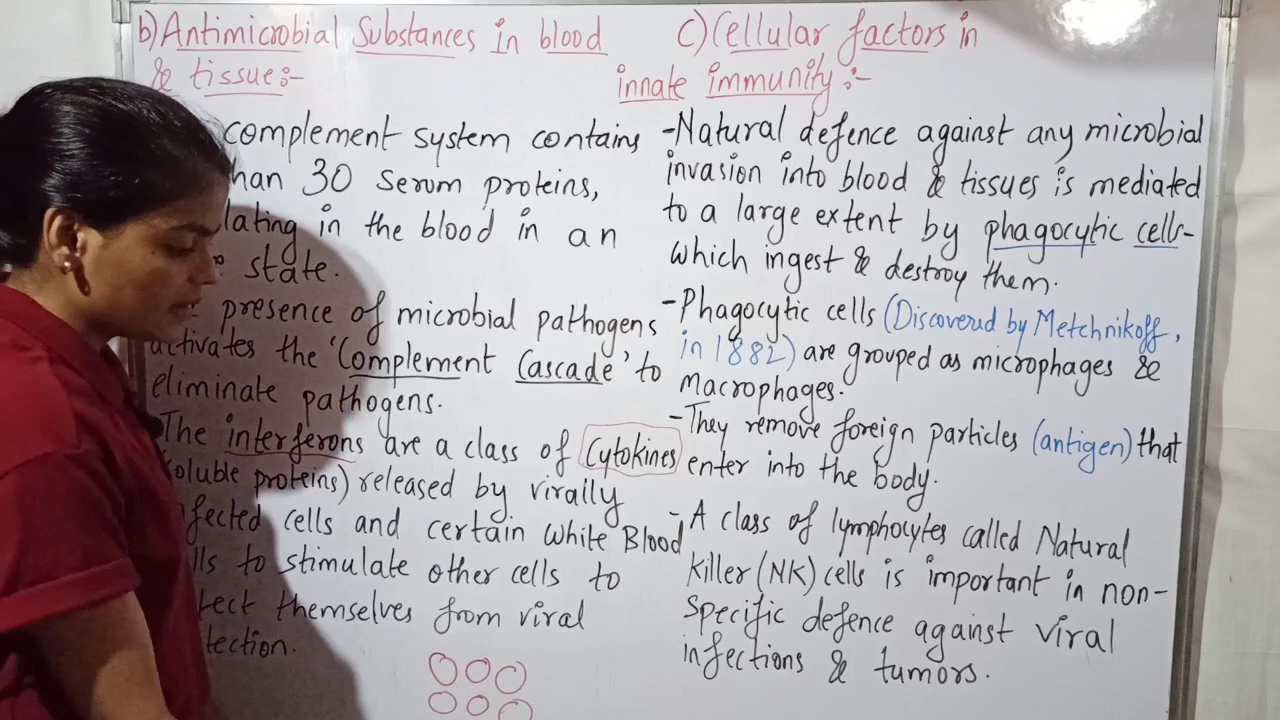 b) Antimicrobial Substances in blood
& tissue:-
complement system contains
han 30 Serum proteins,
lating in the blood in an
state.
presence of microbial pathogens
activates the 'Complement Cascade' to
eliminate pathogens.
The interferons are a class of Cytokines
soluble proteins) released by virally
fected cells and certain White Blood
lls to stimulate other cells to
tect themselves from viral
tection.
c) Cellular factors in
innate immunity:-
-Natural defence against any microbial
invasion into blood & tissues is mediated
to a large extent by phagocytic cells-
which ingest & destroy them.
-Phagocytic cells (Discovered by Metchnikoff,
in 1882) are grouped as microphages &
macrophages.
-They remove foreign particles (antigen) that
enter into the body.
-A class of lymphocytes called Natural
Killer (NK) cells is important in non-
specific defence against viral
infections & tumors.